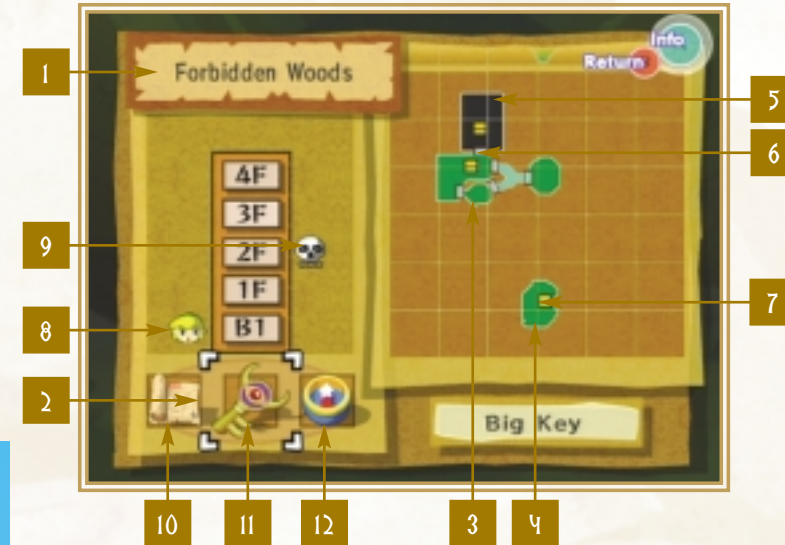 Forbidden Woods
Info
Return
1
5
6
4F
3F
9
2F
1F
7
8
B1
2
Big Key
10
11
12
3
4